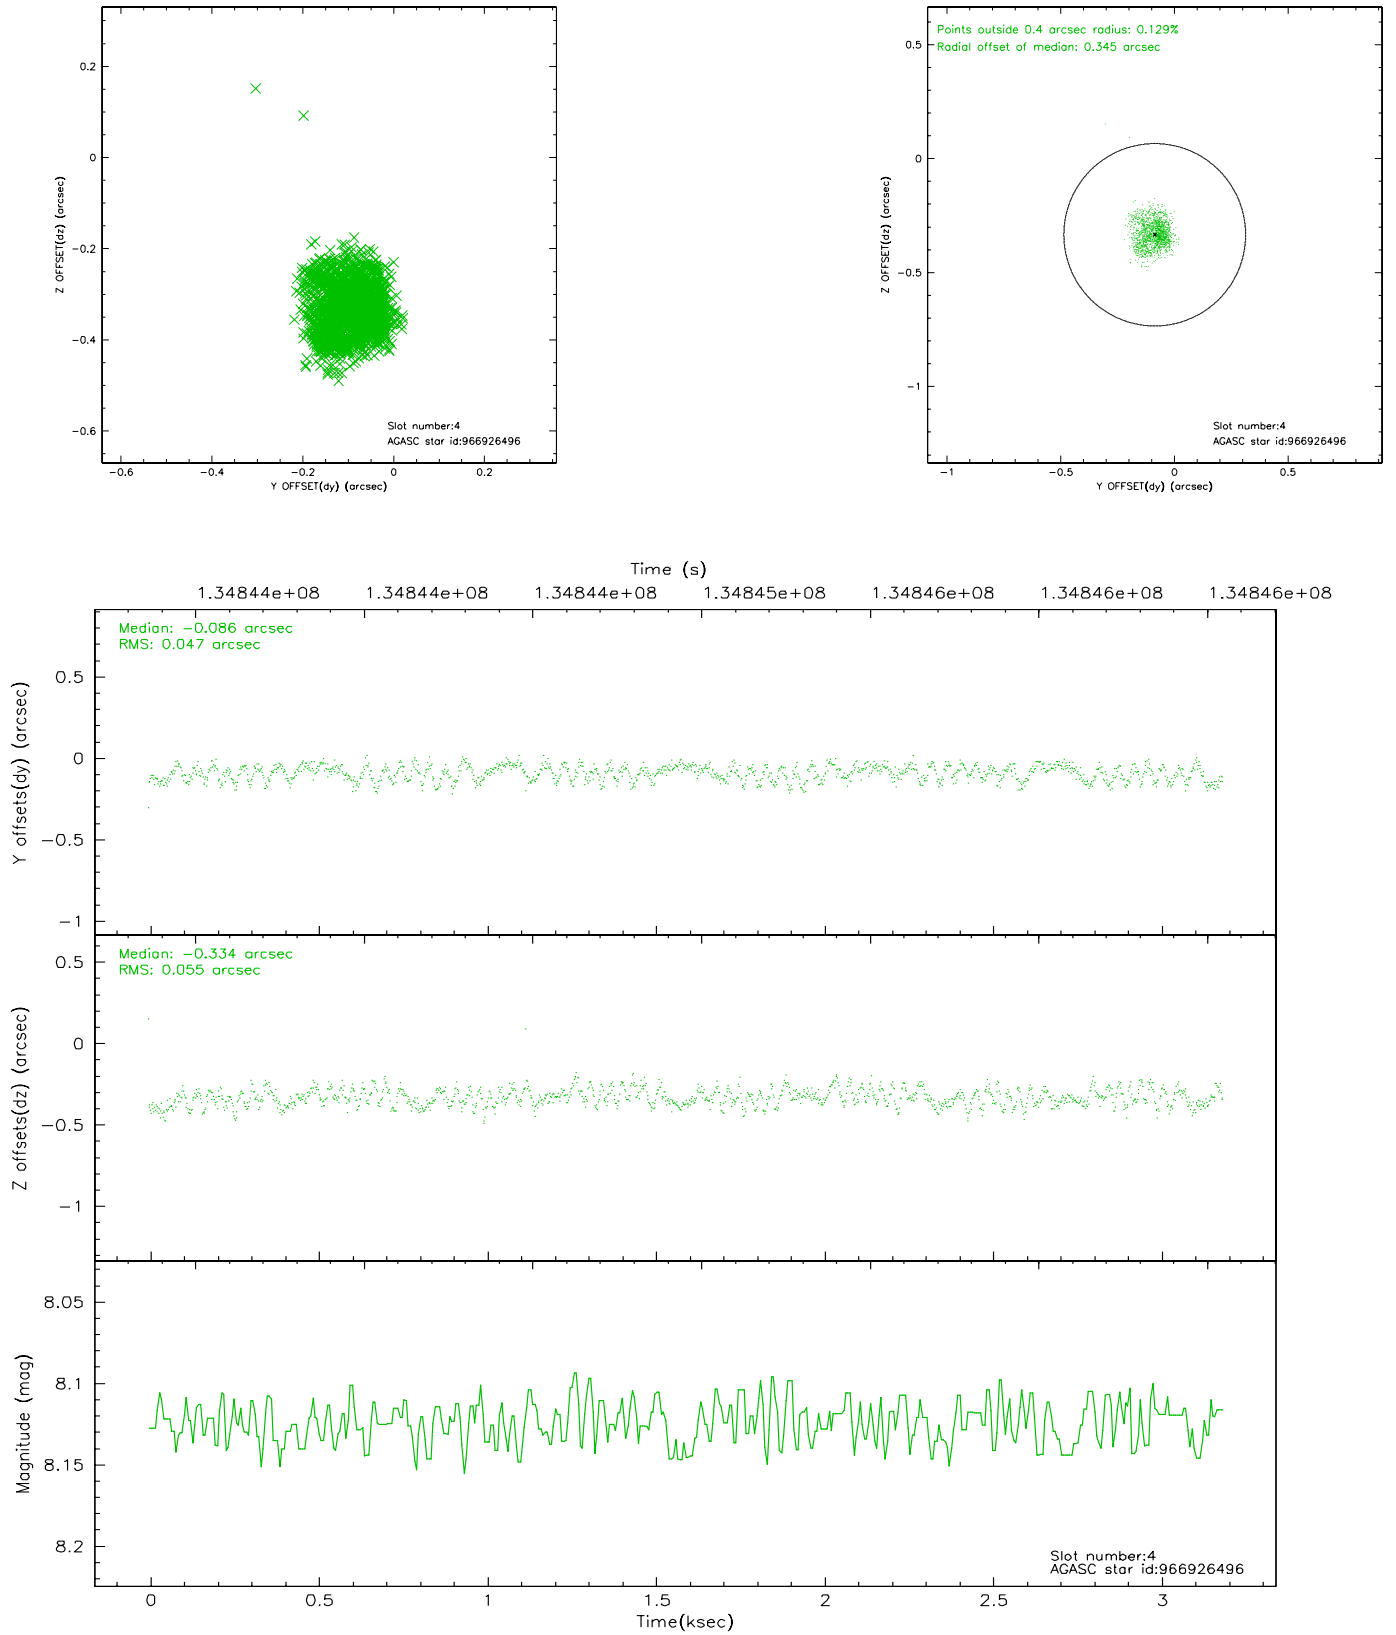 0.2
0
−0.2
−0.4
−0.6
Z OFFSET(dz) (arcsec)
Slot number:4
AGASC star id:966926496
−0.6
−0.4
−0.2
0
0.2
Y OFFSET(dy) (arcsec)
Points outside 0.4 arcsec radius: 0.129%
Radial offset of median: 0.345 arcsec
0.5
0
−0.5
−1
Z OFFSET(dz) (arcsec)
Slot number:4
AGASC star id:966926496
−1
−0.5
0
0.5
Y OFFSET(dy) (arcsec)
Time (s)
1.34844e+08
1.34844e+08
1.34844e+08
1.34845e+08
1.34846e+08
1.34846e+08
1.34846e+08
Median: −0.086 arcsec
RMS: 0.047 arcsec
0.5
0
−0.5
−1
Y offsets(dy) (arcsec)
Median: −0.334 arcsec
RMS: 0.055 arcsec
0.5
0
−0.5
−1
Z offsets(dz) (arcsec)
8.05
8.1
8.15
8.2
Magnitude (mag)
Slot number:4
AGASC star id:966926496
0
0.5
1
1.5
2
2.5
3
Time(ksec)